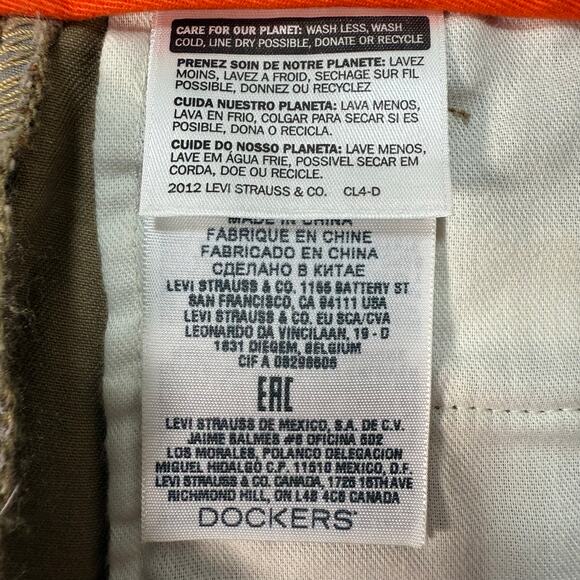 CARE FOR OUR PLANET: WASH LESS, WASH
COLD, LINE DRY POSSIBLE, DONATE OR RECYCLE
PRENEZ SOIN DE NOTRE PLANETE: LAVEZ
MOINS, LAVEZ A FROID, SECHAGE SUR FIL
POSSIBLE, DONNEZ OU RECYCLEZ
CUIDA NUESTRO PLANETA: LAVA MENOS,
LAVA EN FRIO, COLGAR PARA SECAR SI ES
POSIBLE, DONA O RECICLA.
CUIDE DO NOSSO PLANETA: LAVE MENOS,
LAVE EM ÁGUA FRIE, POSSIVEL SECAR EM
CORDA, DOE OU RECICLE.
2012 LEVI STRAUSS & CO. CL4-D
MADE IN CHINA
FABRIQUE EN CHINE
FABRICADO EN CHINA
СДЕЛАНО В КИТАЕ
LEVI STRAUSS & CO. 1155 BATTERY ST
SAN FRANCISCO, CA 94111 USA
LEVI STRAUSS & CO. EU SCA/CVA
LEONARDO DA VINCILAAN, 19 - D
1831 DIEGEM, BELGIUM
CIF A 08298605
EAC
LEVI STRAUSS DE MEXICO, S.A. DE C.V.
JAIME BALMES #8 OFICINA 602
LOS MORALES, POLANCO DELEGACION
MIGUEL HIDALGO C.P. 11510 MEXICO, D.F.
LEVI STRAUSS & CO. CANADA, 1725 16TH AVE
RICHMOND HILL, ON L4B 4C6 CANADA
DOCKERS